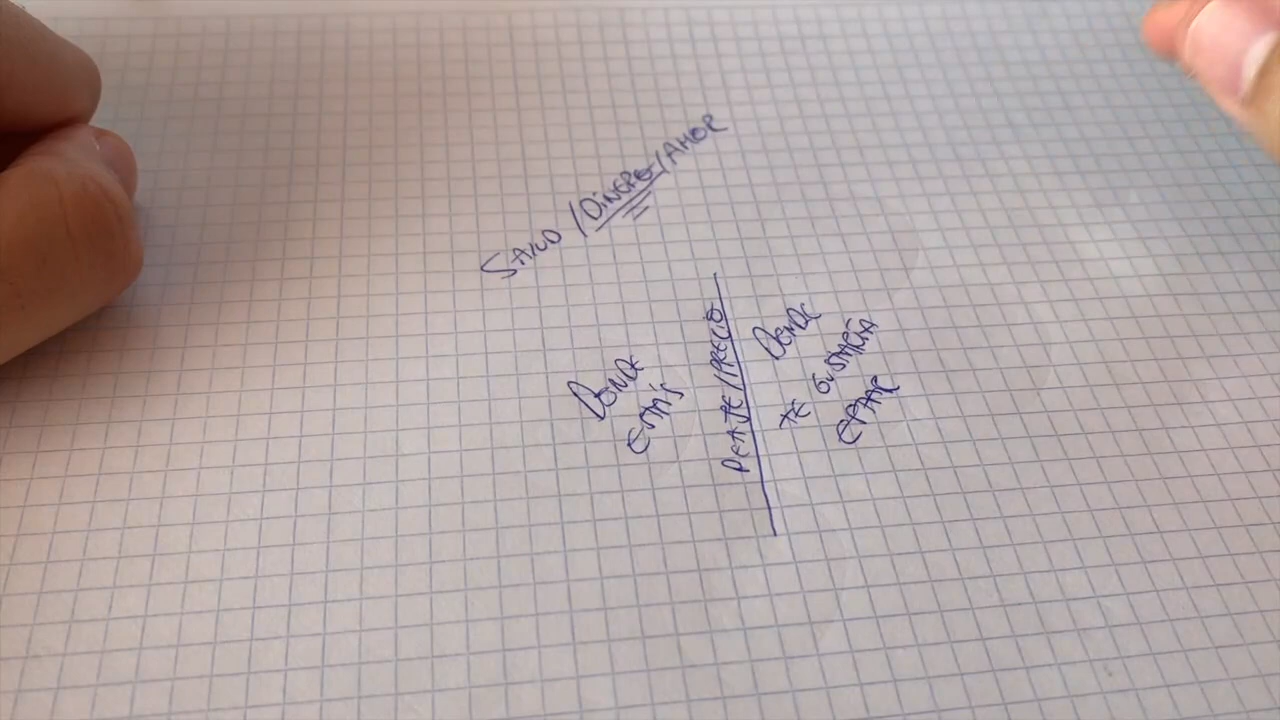 SALUD / DINERO / AMOR
DONDE
ESTÁS
PEAJE / PRECIO
DONDE
TE GUSTARÍA
ESTAR